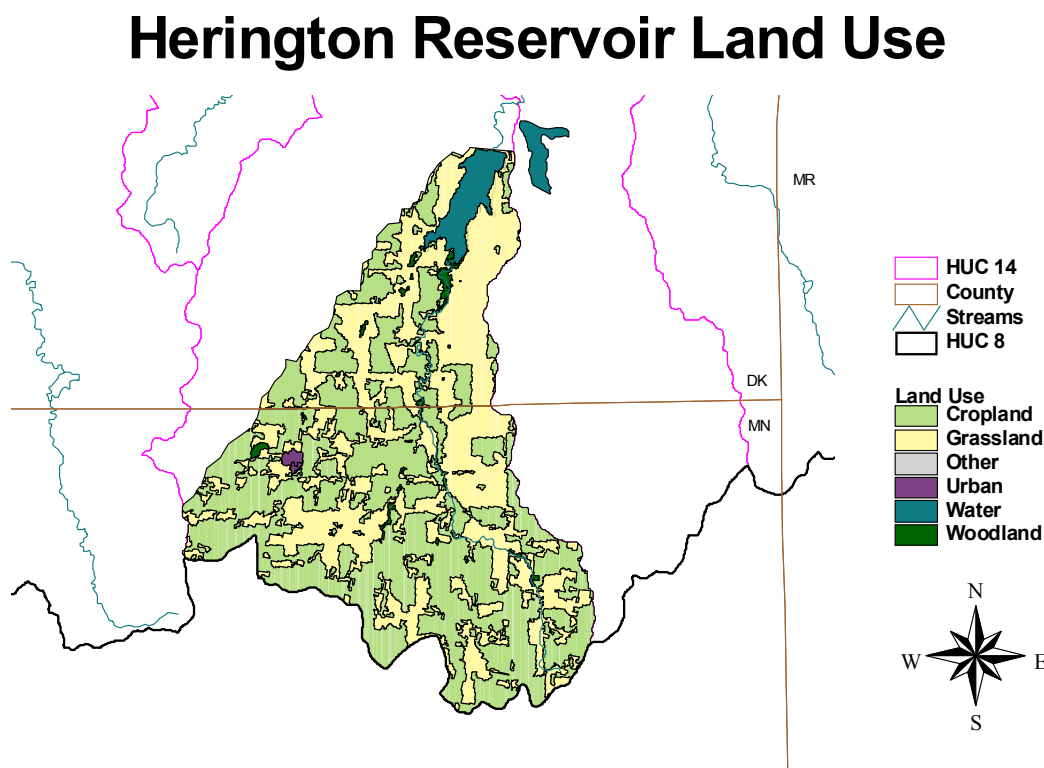 Herington Reservoir Land Use
MR
HUC 14
County
Streams
HUC 8
DK
MN
Land Use
Cropland
Grassland
Other
Urban
Water
Woodland
N
W
E
S